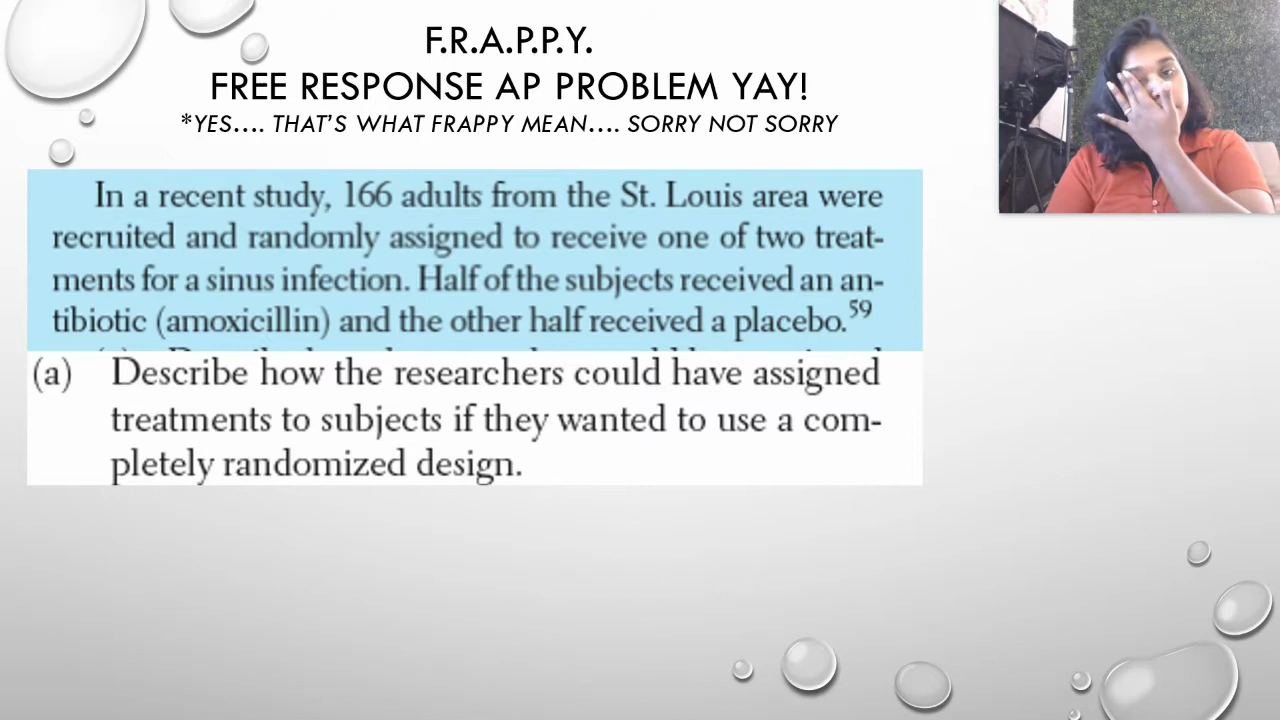 F.R.A.P.P.Y.
FREE RESPONSE AP PROBLEM YAY!
*YES.... THAT'S WHAT FRAPPY MEAN.... SORRY NOT SORRY
In a recent study, 166 adults from the St. Louis area were
recruited and randomly assigned to receive one of two treat-
ments for a sinus infection. Half of the subjects received an an-
tibiotic (amoxicillin) and the other half received a placebo.59
(a) Describe how the researchers could have assigned
treatments to subjects if they wanted to use a com-
pletely randomized design.